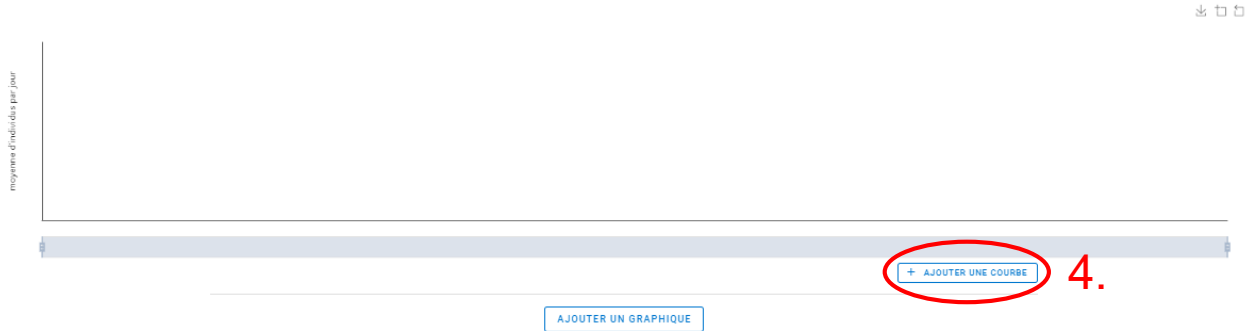 moyenne d'individus par jour
+ AJOUTER UNE COURBE
4.
AJOUTER UN GRAPHIQUE